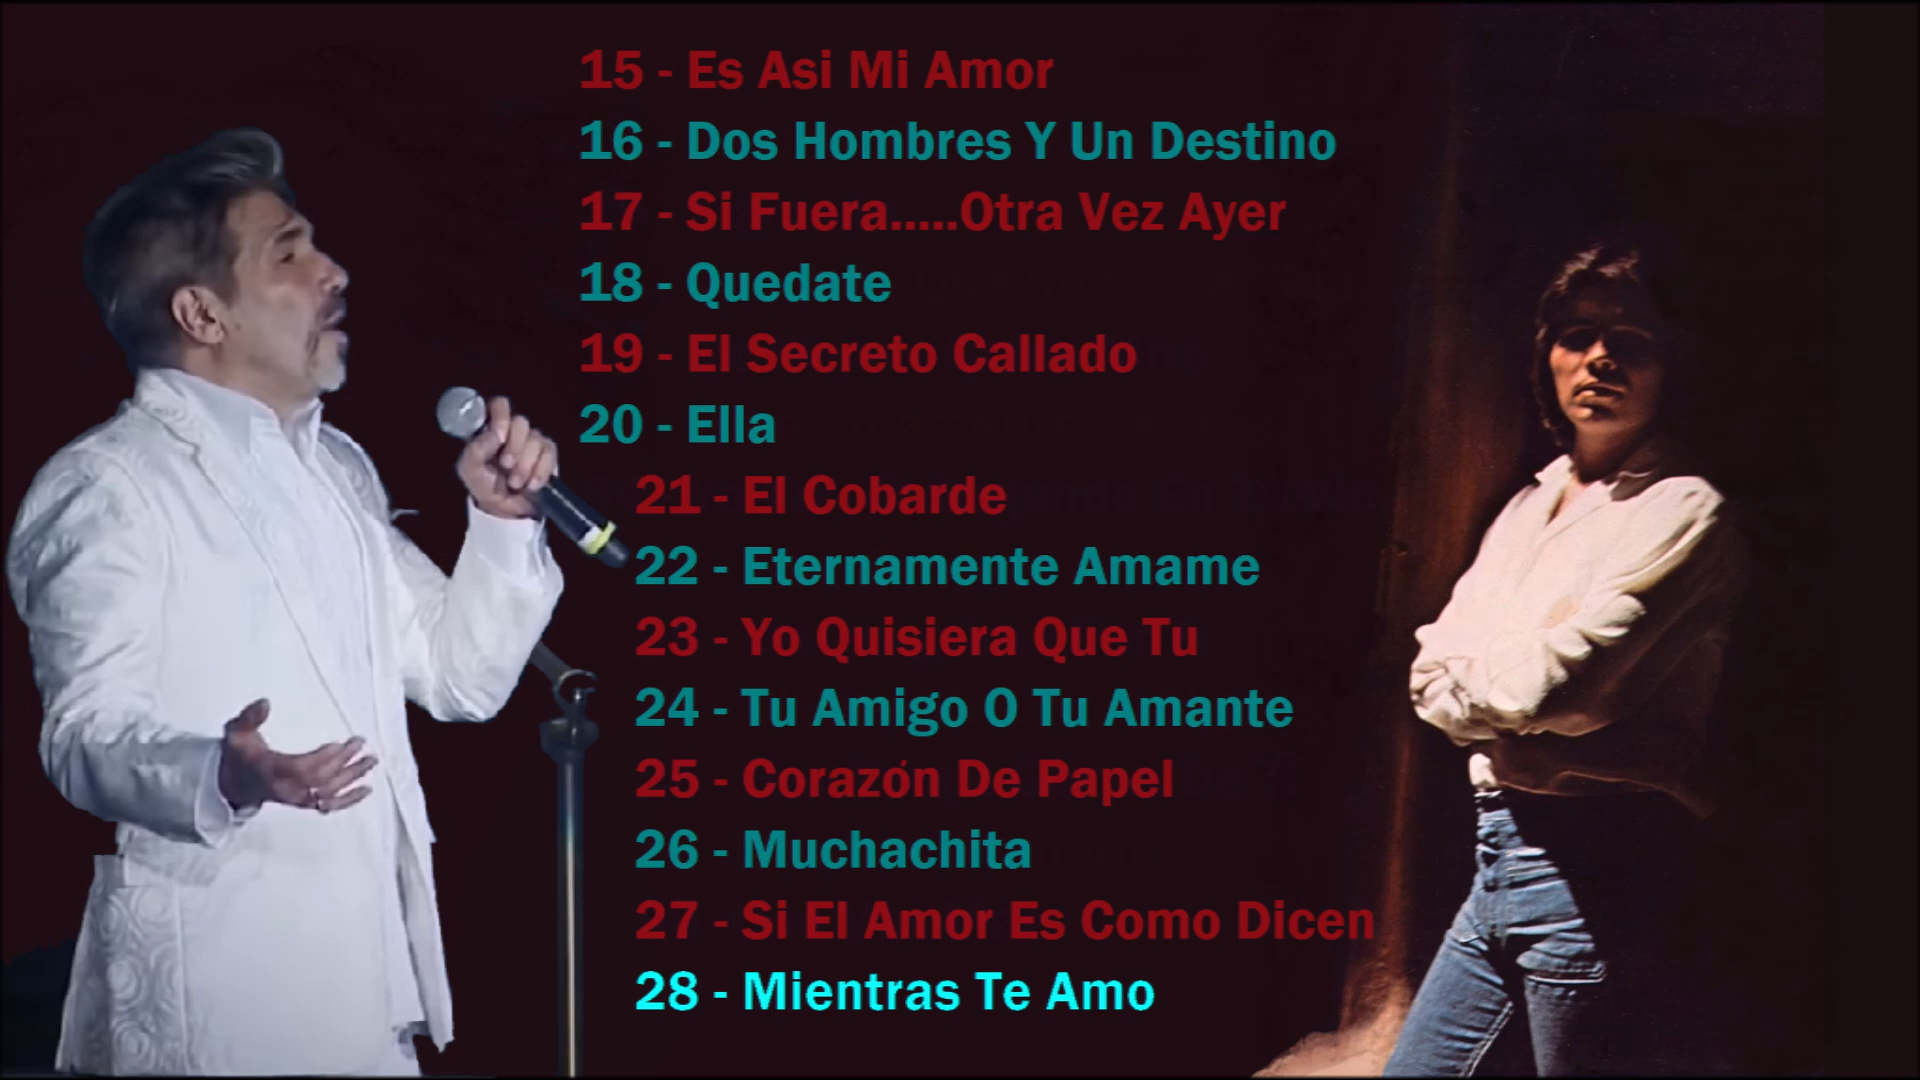 15 - Es Asi Mi Amor
16 - Dos Hombres Y Un Destino
17 - Si Fuera.....Otra Vez Ayer
18 - Quedate
19 - El Secreto Callado
20 - Ella
21 - El Cobarde
22 - Eternamente Amame
23 - Yo Quisiera Que Tu
24 - Tu Amigo O Tu Amante
25 - Corazón De Papel
26 - Muchachita
27 - Si El Amor Es Como Dicen
28 - Mientras Te Amo